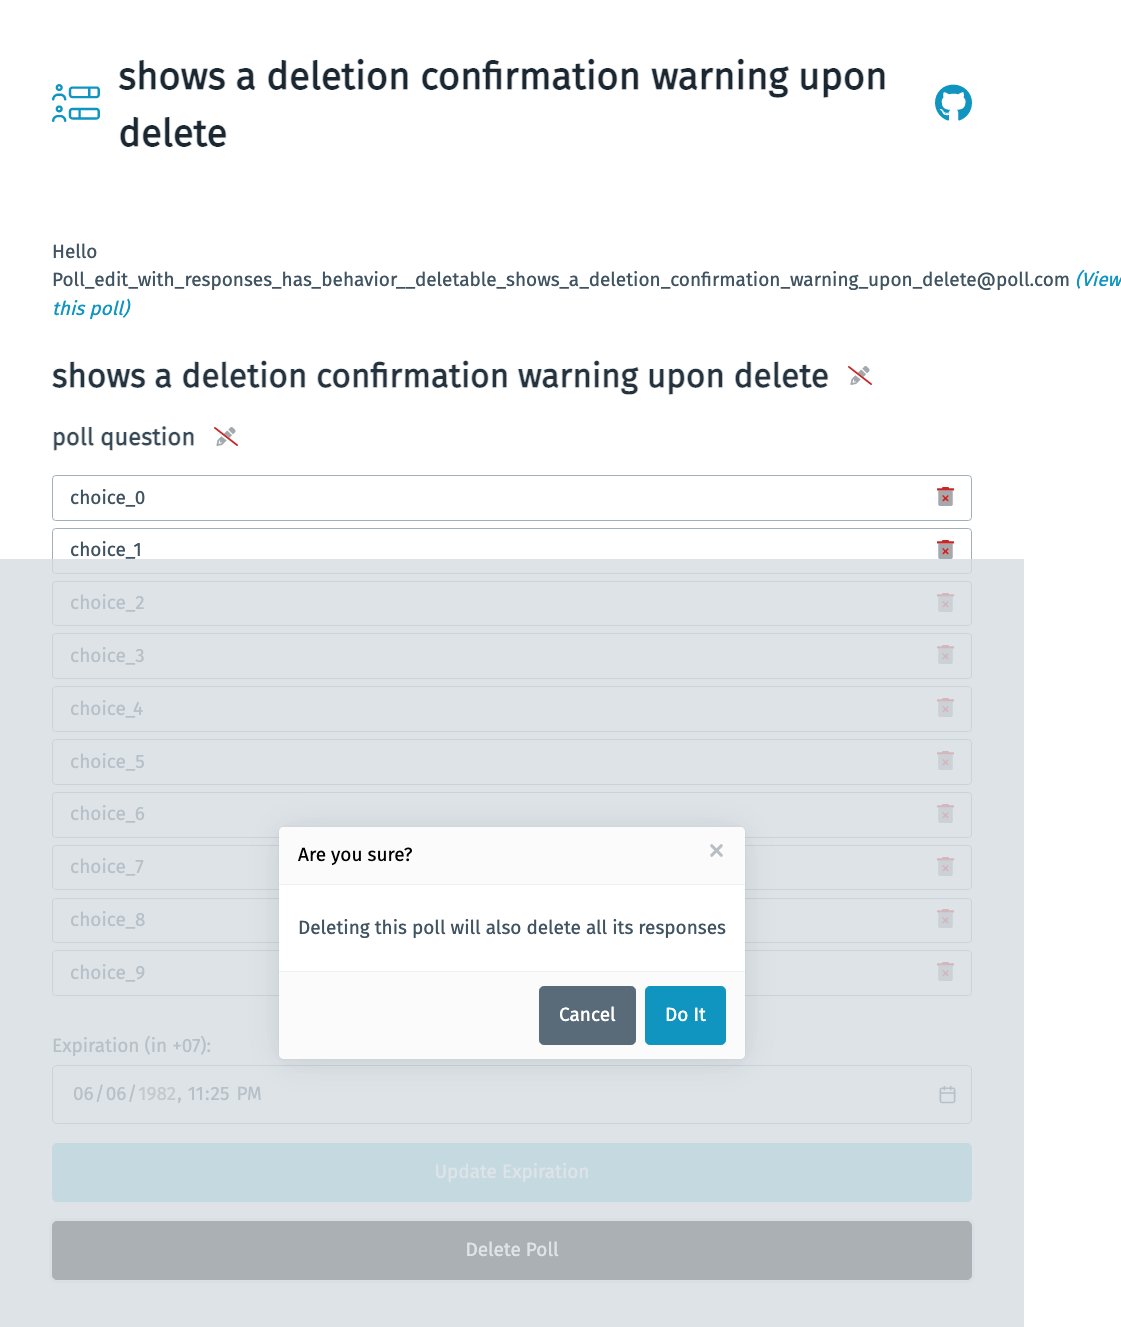 shows a deletion confirmation warning upon
delete
Hello
Poll_edit_with_responses_has_behavior__deletable_shows_a_deletion_confirmation_warning_upon_delete@poll.com (View
this poll)
shows a deletion confirmation warning upon delete
poll question
choice_0
choice_1
choice_2
choice_3
choice_4
choice_5
choice_6
choice_7
choice_8
choice_9
Are you sure?
Deleting this poll will also delete all its responses
Cancel Do It
Expiration (in +07):
06/06/1982, 11:25 PM
Update Expiration
Delete Poll